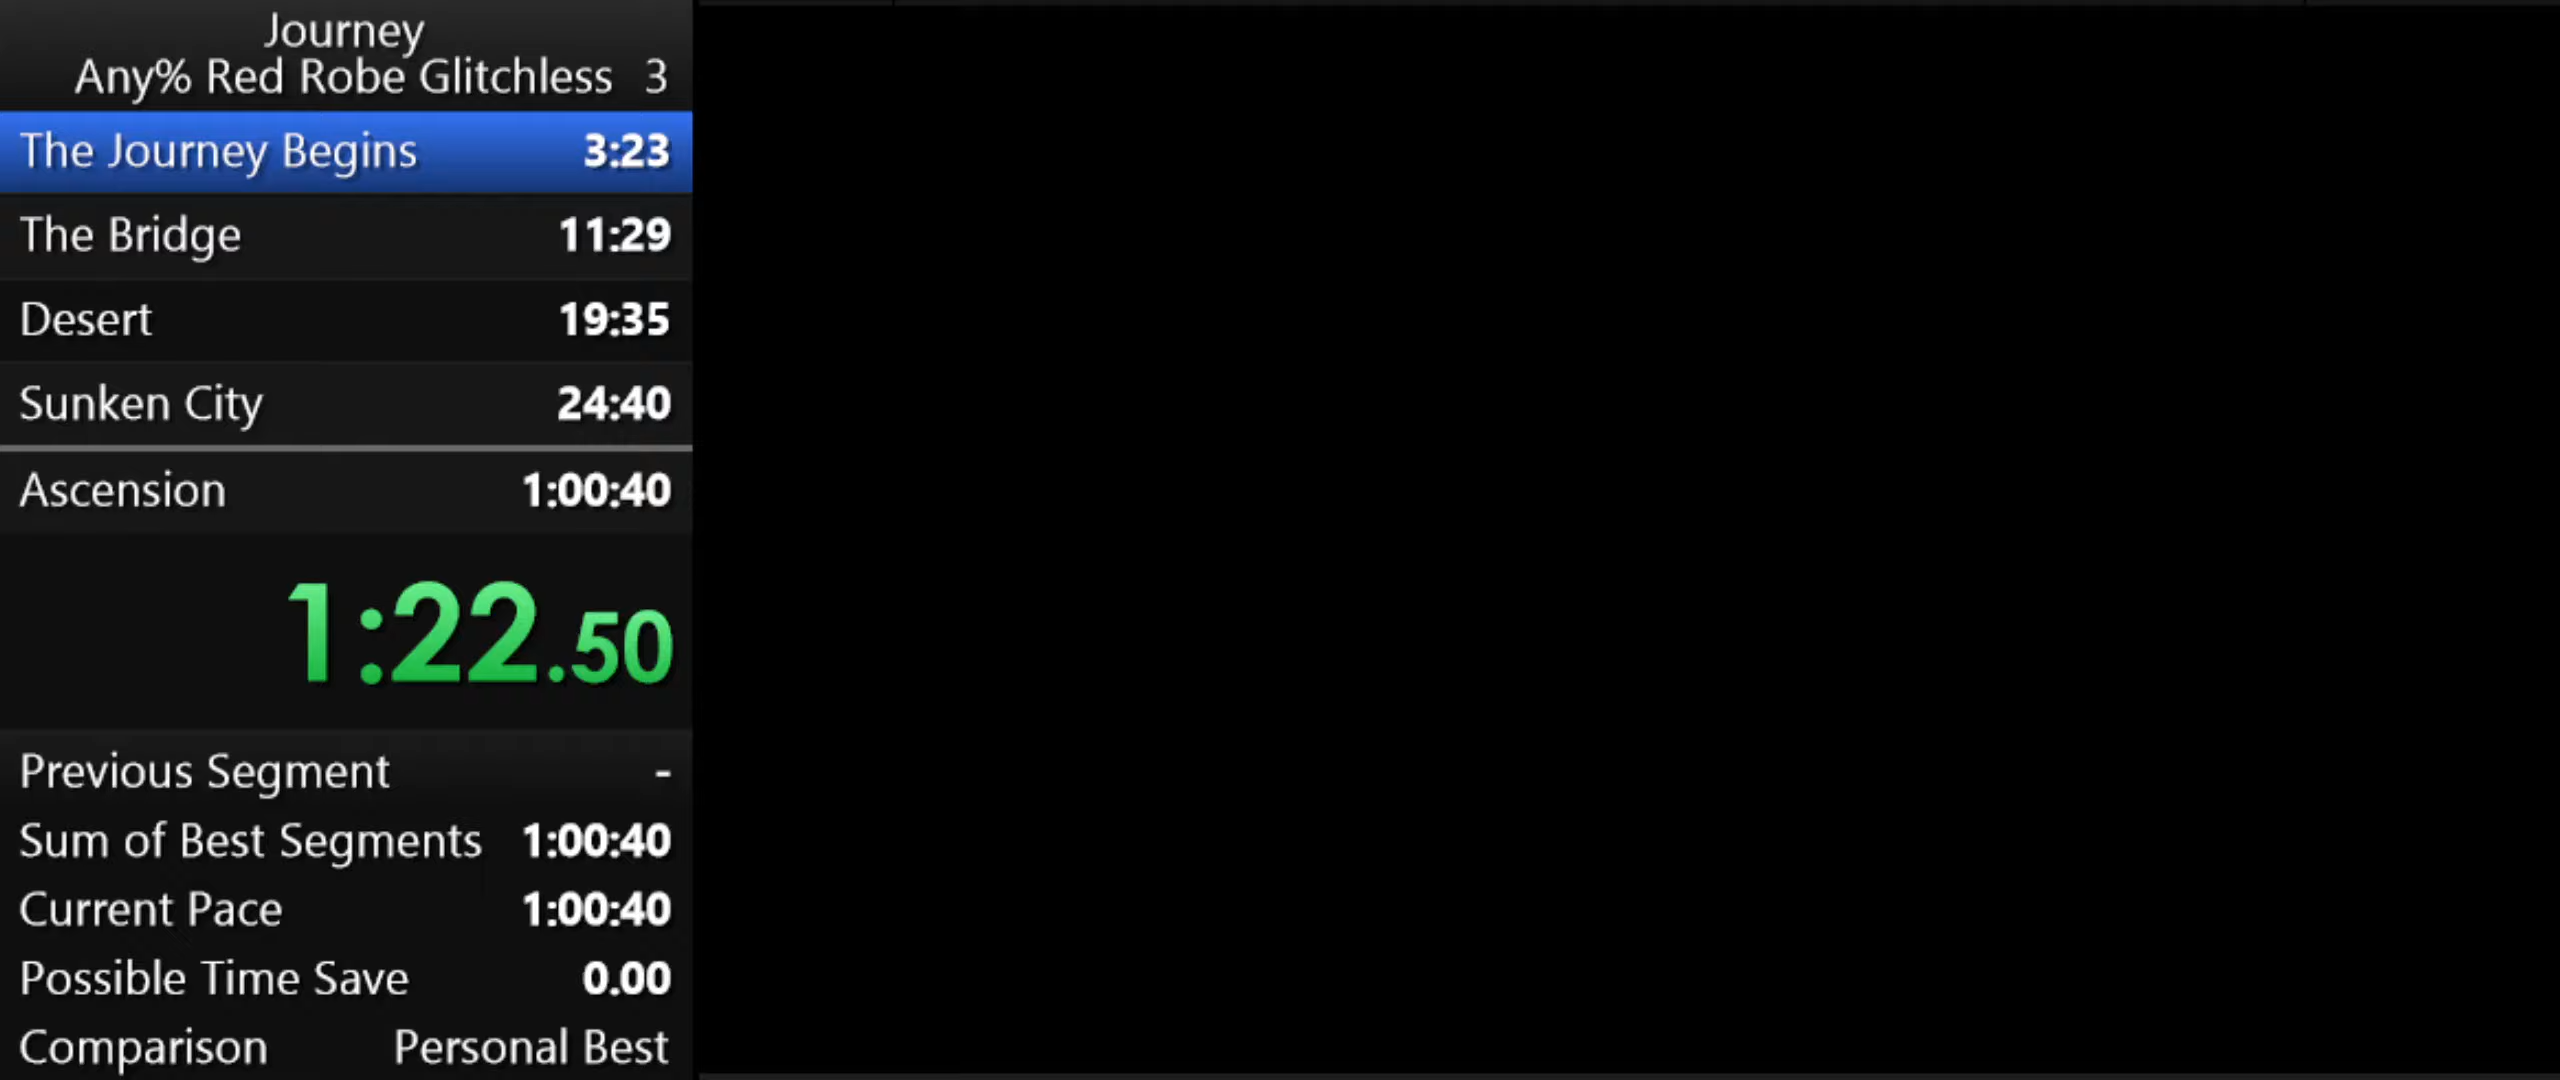 Journey
Any% Red Robe Glitchless 3
The Journey Begins 3:23
The Bridge 11:29
Desert 19:35
Sunken City 24:40
Ascension 1:00:40
1:22.50
Previous Segment -
Sum of Best Segments 1:00:40
Current Pace 1:00:40
Possible Time Save 0.00
Comparison Personal Best